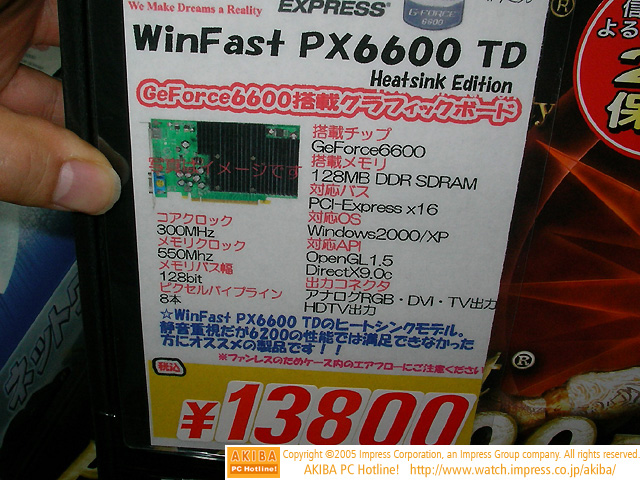 We Make Dreams a Reality
EXPRESS
G-FORCE
6600
WinFast PX6600 TD
Heatsink Edition
GeForce6600搭載グラフィックボード
写真はイメージです
搭載チップ
GeForce6600
搭載メモリ
128MB DDR SDRAM
対応バス
PCI-Express x16
対応OS
Windows2000/XP
対応API
OpenGL1.5
DirectX9.0c
出力コネクタ
アナログRGB・DVI・TV出力
HDTV出力
コアクロック
300MHz
メモリクロック
550Mhz
メモリバス幅
128bit
ピクセルパイプライン
8本
☆WinFast PX6600 TDのヒートシンクモデル。
静音重視だが6200の性能では満足できなかった
方にオススメの製品です!!
※ファンレスのためケース内のエアフローにご注意ください
税込
¥13800
ネット
AKIBA
PC Hotline!
Copyright ©2005 Impress Corporation, an Impress Group company. All rights reserved.
AKIBA PC Hotline! http://www.watch.impress.co.jp/akiba/